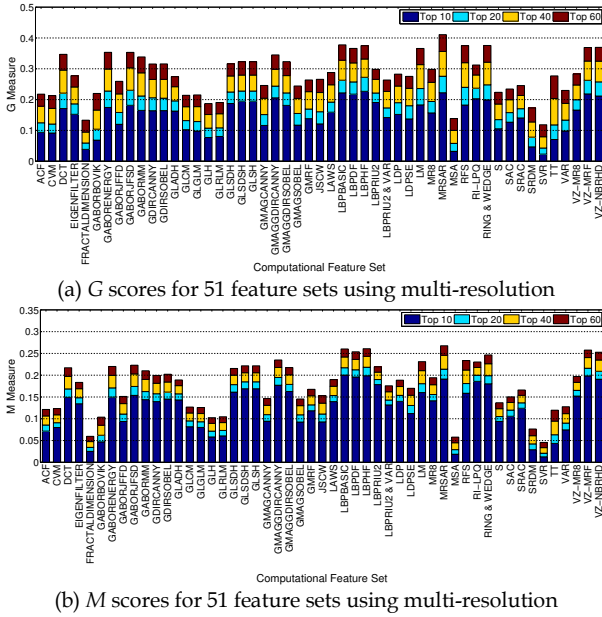 0.5
0.4
0.3
0.2
0.1
0
G Measure
Top 10 Top 20 Top 40 Top 60
ACF
CVM
DCT
EIGENFILTER
FRACTALDIMENSION
GABORBOVIK
GABORENERGY
GABORJFFD
GABORJFSD
GABORMM
GDIRCANNY
GDIRSOBEL
GLADH
GLCM
GLGLM
GLH
GLRLM
GLSDH
GLSDSH
GLSH
GMAGCANNY
GMAGGDIRCANNY
GMAGGDIRSOBEL
GMAGSOBEL
GMRF
JSCW
LAWS
LBPBASIC
LBPDF
LBPHF
LBPRIU2
LBPRIU2 & VAR
LDP
LDPSE
LM
MR8
MRSAR
MSA
RFS
RI-LPQ
RING & WEDGE
S
SAC
SRAC
SRDM
SVR
TT
VAR
VZ-MR8
VZ-MRF
VZ-NBRHD
Computational Feature Set
(a) G scores for 51 feature sets using multi-resolution
0.35
0.3
0.25
0.2
0.15
0.1
0.05
0
M Measure
Top 10 Top 20 Top 40 Top 60
ACF
CVM
DCT
EIGENFILTER
FRACTALDIMENSION
GABORBOVIK
GABORENERGY
GABORJFFD
GABORJFSD
GABORMM
GDIRCANNY
GDIRSOBEL
GLADH
GLCM
GLGLM
GLH
GLRLM
GLSDH
GLSDSH
GLSH
GMAGCANNY
GMAGGDIRCANNY
GMAGGDIRSOBEL
GMAGSOBEL
GMRF
JSCW
LAWS
LBPBASIC
LBPDF
LBPHF
LBPRIU2
LBPRIU2 & VAR
LDP
LDPSE
LM
MR8
MRSAR
MSA
RFS
RI-LPQ
RING & WEDGE
S
SAC
SRAC
SRDM
SVR
TT
VAR
VZ-MR8
VZ-MRF
VZ-NBRHD
Computational Feature Set
(b) M scores for 51 feature sets using multi-resolution